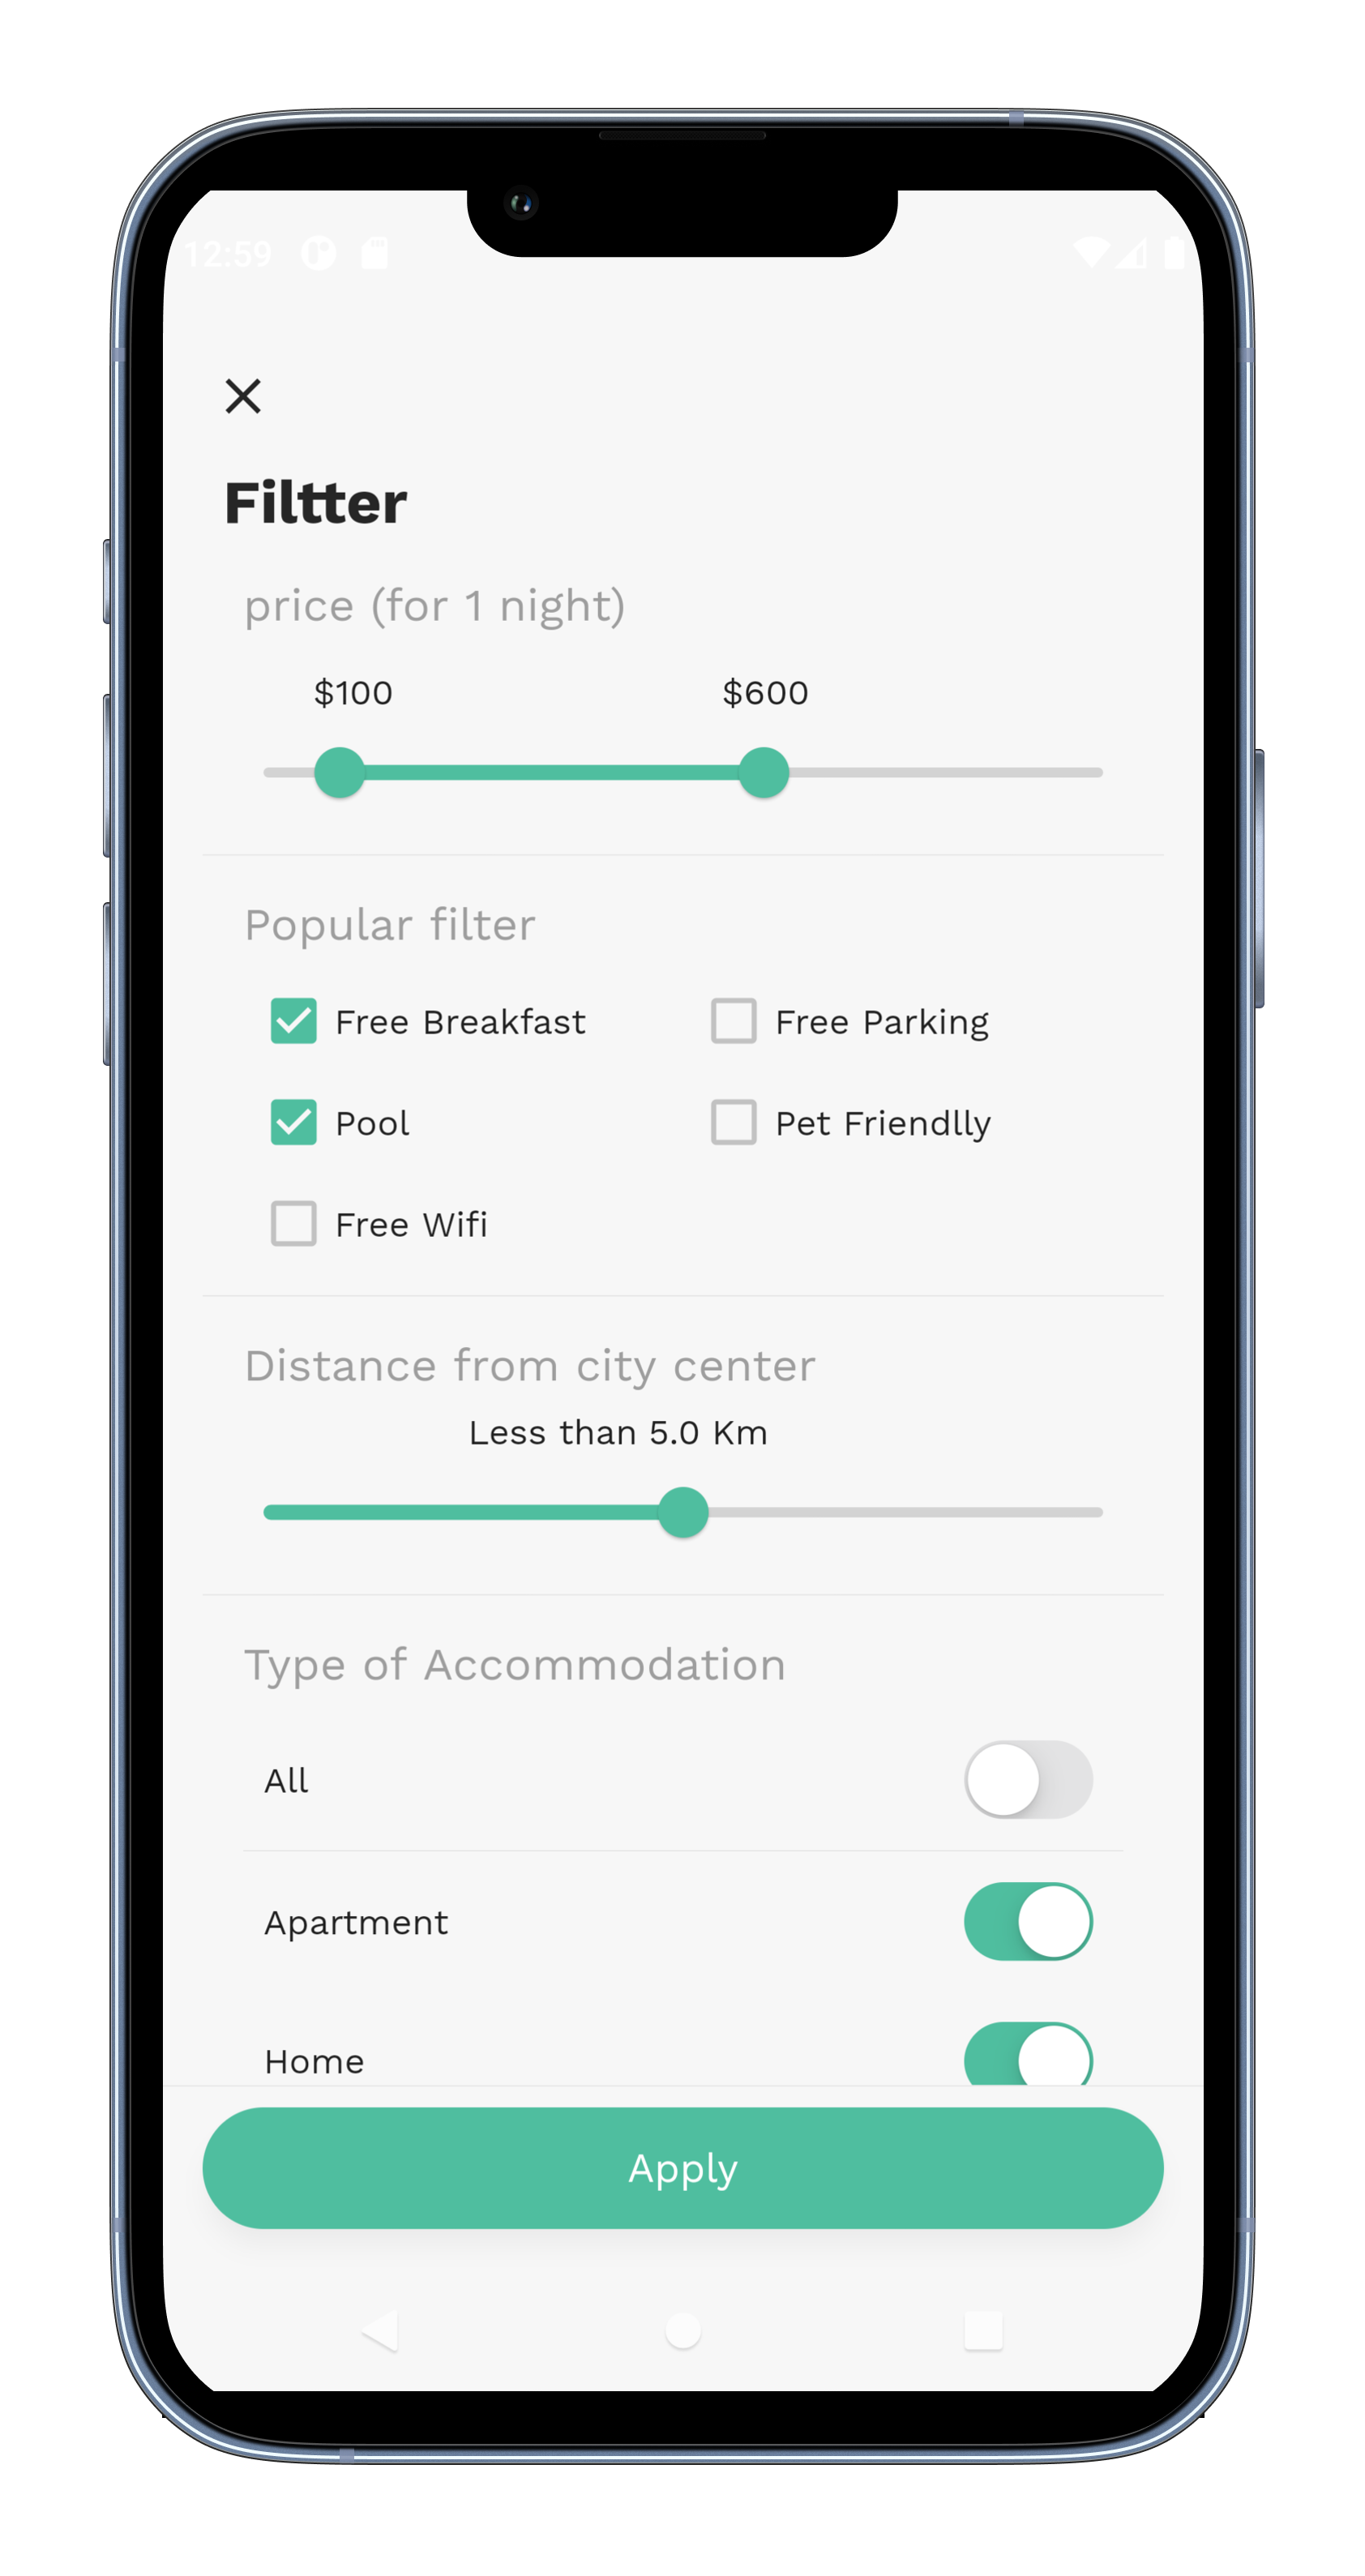 12:59
Filtter
price (for 1 night)
$100 $600
Popular filter
Free Breakfast Free Parking
Pool Pet Friendlly
Free Wifi
Distance from city center
Less than 5.0 Km
Type of Accommodation
All
Apartment
Home
Apply